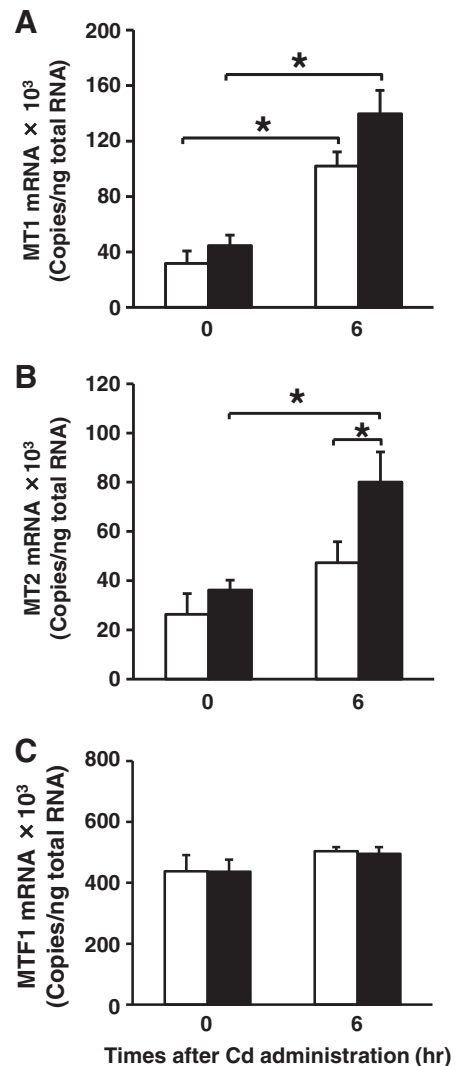 A
MT1 mRNA × 10³
(Copies/ng total RNA)
200
160
120
80
40
0
*
*
0 6
B
MT2 mRNA ×10³
(Copies/ng total RNA)
120
100
80
60
40
20
0
*
*
0 6
C
MTF1 mRNA × 10³
(Copies/ng total RNA)
800
600
400
200
0
0 6
Times after Cd administration (hr)